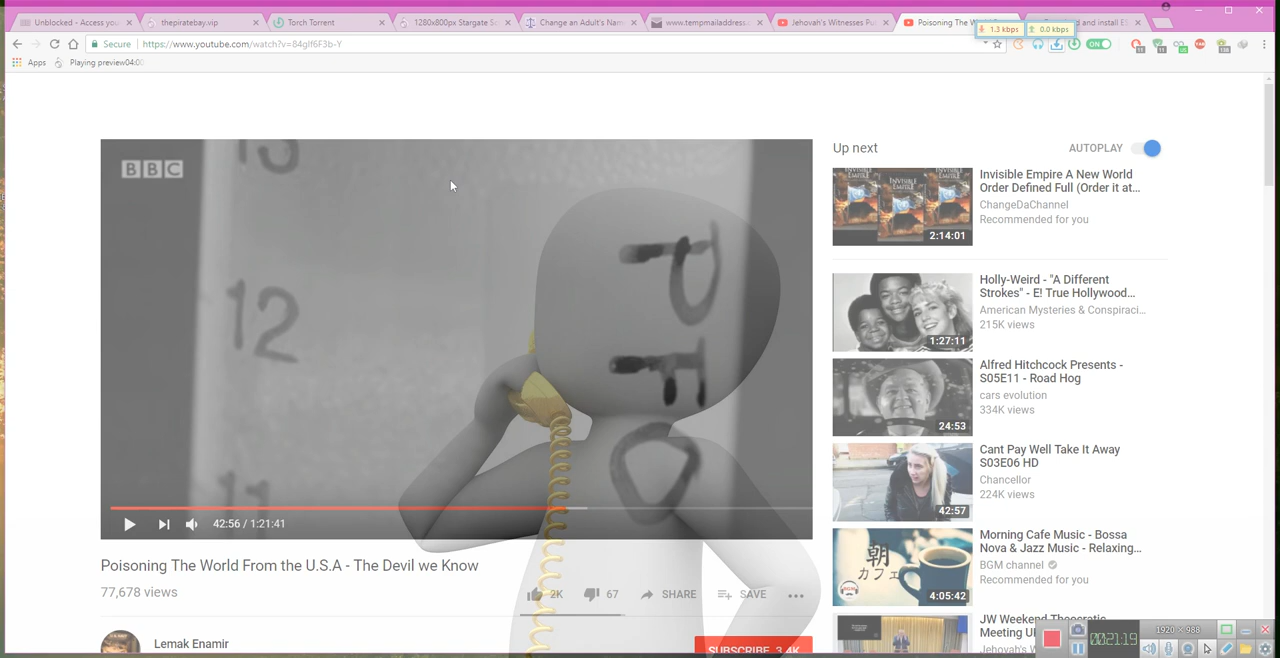 Unblocked - Access you
thepiratebay.vip
Torch Torrent
1280x800px Stargate Sc
Change an Adult's Nam
www.tempmailaddress.c
Jehovah's Witnesses Pu
Poisoning The
and install E
1.3 kbps
0.0 kbps
Secure
https://www.youtube.com/watch?v=84gIf6F3b-Y
ON
Apps
Playing preview04:00
BBC
13
12
11
42:56 / 1:21:41
Poisoning The World From the U.S.A - The Devil we Know
77,678 views
2K
67
SHARE
SAVE
Lemak Enamir
SUBSCRIBE 3.4K
Up next
AUTOPLAY
Invisible Empire A New World
Order Defined Full (Order it at...
ChangeDaChannel
Recommended for you
2:14:01
Holly-Weird - "A Different
Strokes" - E! True Hollywood...
American Mysteries & Conspiraci...
215K views
1:27:11
Alfred Hitchcock Presents -
S05E11 - Road Hog
cars evolution
334K views
24:53
Cant Pay Well Take It Away
S03E06 HD
Chancellor
224K views
42:57
Morning Cafe Music - Bossa
Nova & Jazz Music - Relaxing...
BGM channel
Recommended for you
朝
カフェ
4:05:42
JW Weekend Theocratic
Meeting
Jehovah's
1920 × 988
00:21:19